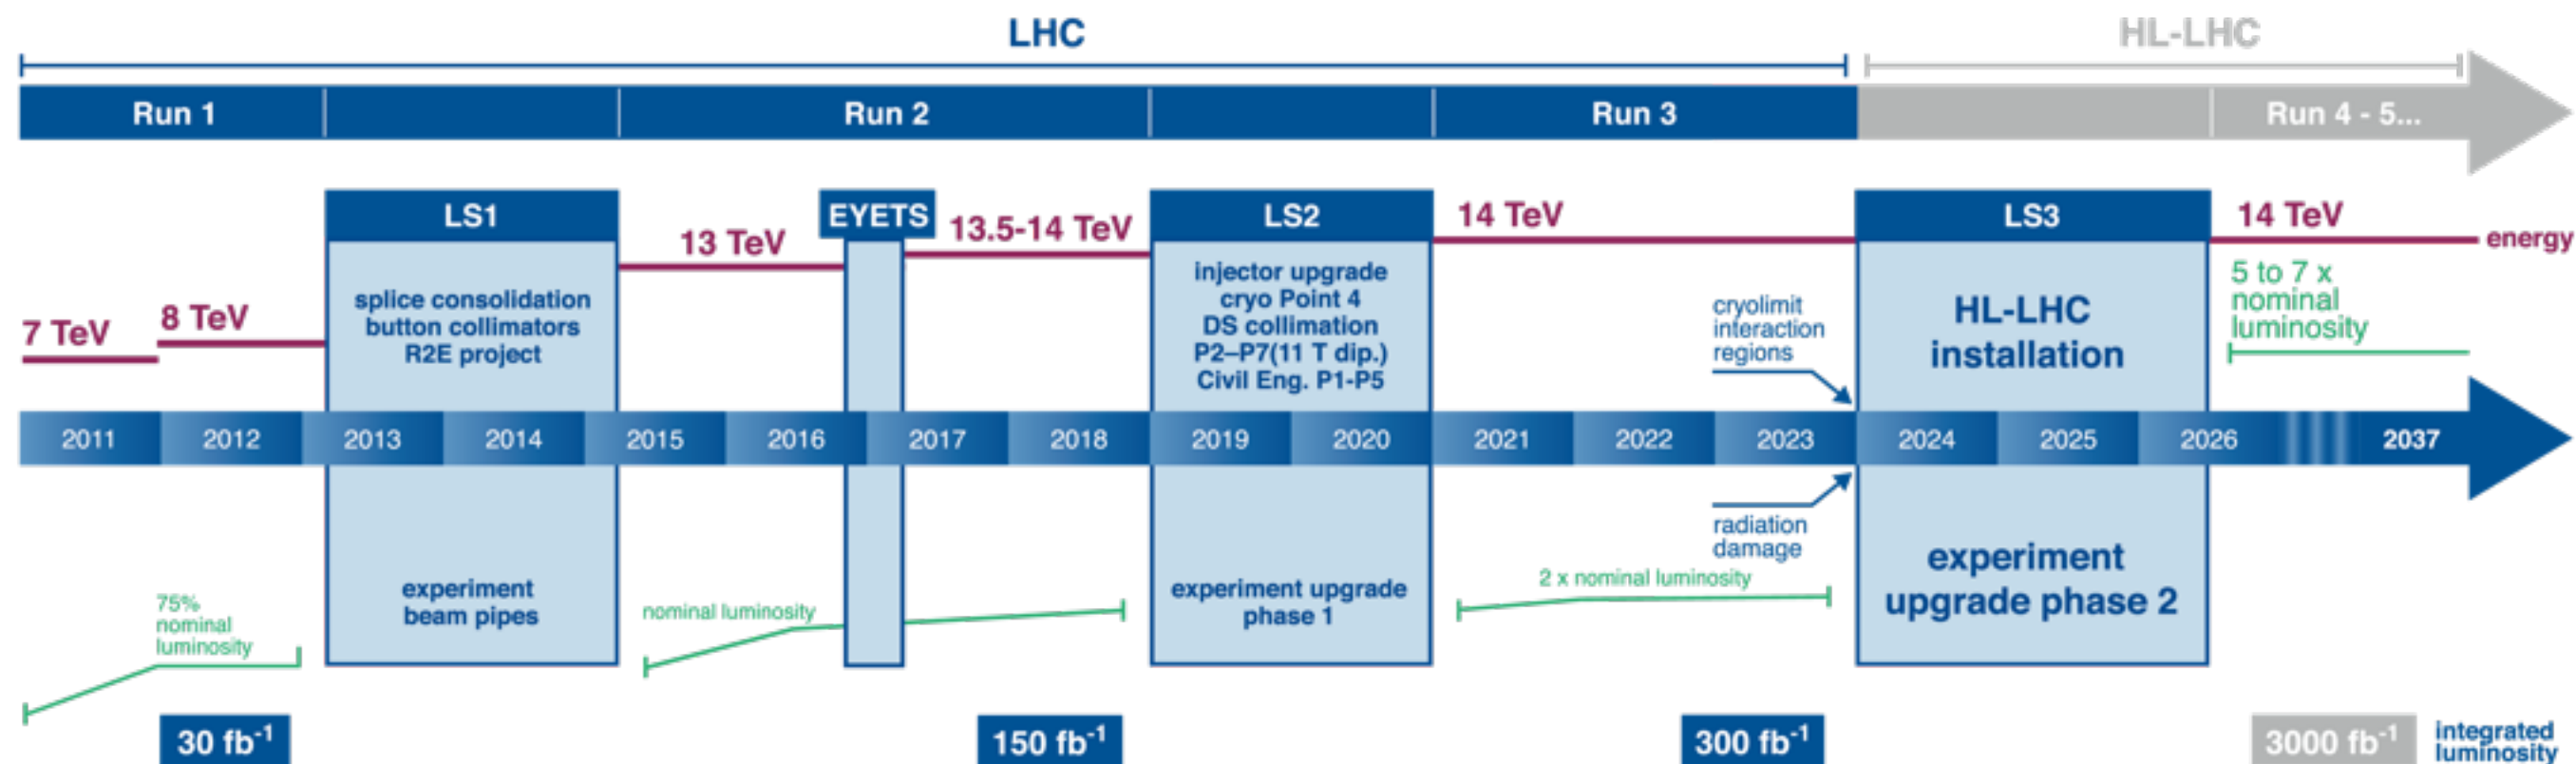 LHC
HL-LHC
Run 1
Run 2
Run 3
Run 4 - 5...
LS1
EYETS
LS2
LS3
7 TeV
8 TeV
13 TeV
13.5-14 TeV
14 TeV
14 TeV
energy
splice consolidation
button collimators
R2E project
injector upgrade
cryo Point 4
DS collimation
P2–P7(11 T dip.)
Civil Eng. P1-P5
cryolimit
interaction
regions
HL-LHC
installation
5 to 7 x
nominal
luminosity
2011
2012
2013
2014
2015
2016
2017
2018
2019
2020
2021
2022
2023
2024
2025
2026
2037
75%
nominal
luminosity
experiment
beam pipes
nominal luminosity
experiment upgrade
phase 1
2 x nominal luminosity
radiation
damage
experiment
upgrade phase 2
30 fb⁻¹
150 fb⁻¹
300 fb⁻¹
3000 fb⁻¹
integrated
luminosity